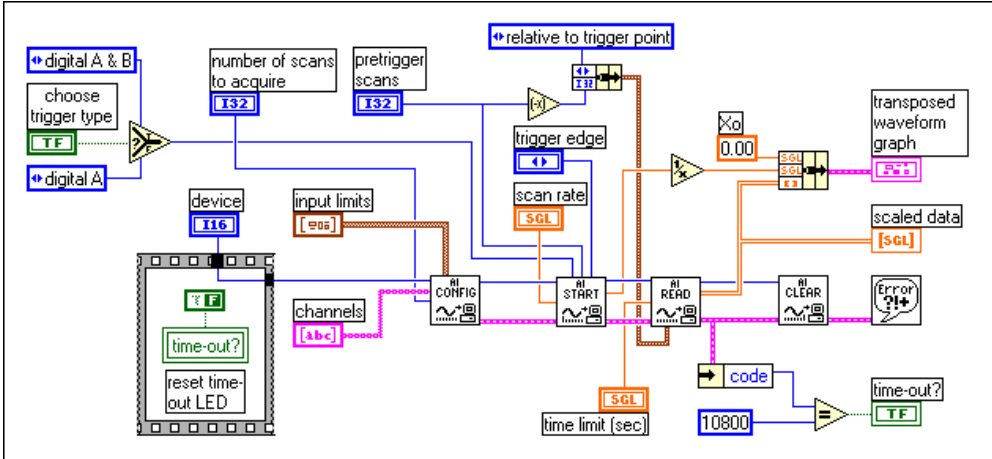 relative to trigger point
digital A & B
number of scans
to acquire
I32
pretrigger
scans
I32
I32
(-x)
choose
trigger type
TF
?
T
F
digital A
trigger edge
Xo
0.00
1/x
SGL
SGL
[ ]
transposed
waveform
graph
device
I16
input limits
scan rate
SGL
scaled data
[SGL]
AI
CONFIG
AI
START
AI
READ
AI
CLEAR
Error
?!+
F
time-out?
reset time-
out LED
channels
[abc]
SGL
time limit (sec)
code
10800
=
time-out?
TF